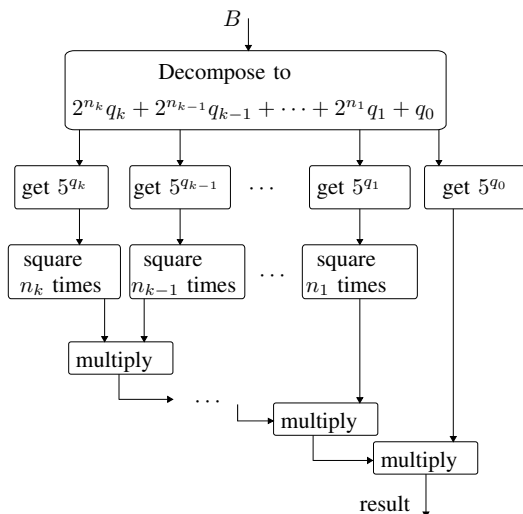 B
Decompose to
2^{n_k} q_k + 2^{n_{k-1}} q_{k-1} + ⋯ + 2^{n_1} q_1 + q_0
get 5^{q_k}
get 5^{q_{k-1}}
⋯
get 5^{q_1}
get 5^{q_0}
square
n_k times
square
n_{k-1} times
⋯
square
n_1 times
multiply
⋯
multiply
multiply
result